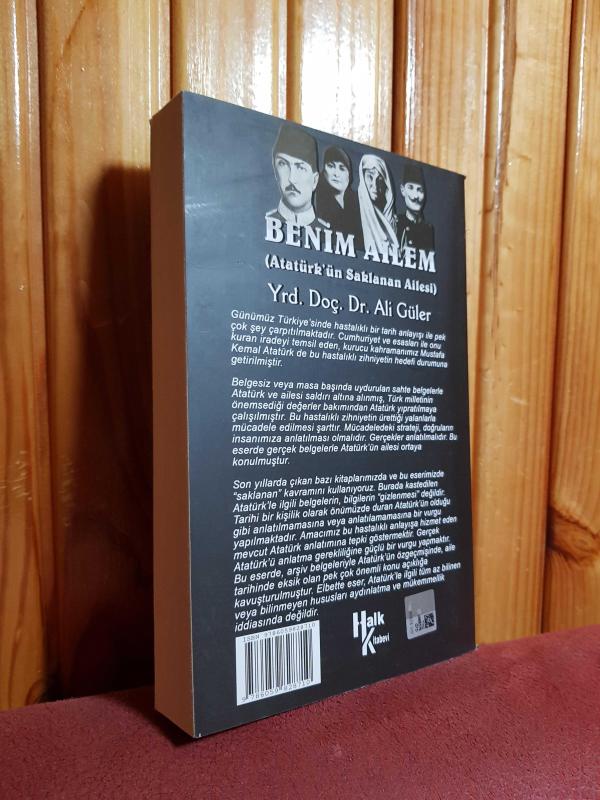 BENİM AİLEM
(Atatürk'ün Saklanan Ailesi)
Yrd. Doç. Dr. Ali Güler
Günümüz Türkiye'sinde hastalıklı bir tarih anlayışı ile pek
çok şey çarpıtılmaktadır. Cumhuriyet ve esasları ile onu
kuran iradeyi temsil eden, kurucu kahramanımız Mustafa
Kemal Atatürk de bu hastalıklı zihniyetin hedefi durumuna
getirilmiştir.
Belgesiz veya masa başında uydurulan sahte belgelerle
Atatürk ve ailesi saldırı altına alınmış, Türk milletinin
önemsediği değerler bakımından Atatürk yıpratılmaya
çalışılmıştır. Bu hastalıklı zihniyetin ürettiği yalanlarla
mücadele edilmesi şarttır. Mücadeledeki strateji, doğruların
insanımıza anlatılması olmalıdır. Gerçekler anlatılmalıdır. Bu
eserde gerçek belgelerle Atatürk'ün ailesi ortaya
konulmuştur.
Son yıllarda çıkan bazı kitaplarımızda ve bu eserimizde
"saklanan" kavramını kullanıyoruz. Burada kastedilen
Atatürk'le ilgili belgelerin, bilgilerin "gizlenmesi" değildir.
Tarihi bir kişilik olarak önümüzde duran Atatürk'ün olduğu
gibi anlatılmamasına veya anlatılamamasına bir vurgu
yapılmaktadır. Amacımız bu hastalıklı anlayışa hizmet eden
mevcut Atatürk anlatımına tepki göstermektir. Gerçek
Atatürk'ü anlatma gerekliliğine güçlü bir vurgu yapmaktır.
Bu eserde, arşiv belgeleriyle Atatürk'ün özgeçmişinde, aile
tarihinde eksik olan pek çok önemli konu açıklığa
kavuşturulmuştur. Elbette eser, Atatürk'le ilgili tüm az bilinen
veya bilinmeyen hususları aydınlatma ve mükemmellik
iddiasında değildir.
ISBN 9786059828710
9 786059 828710
Halk
Kitabevi